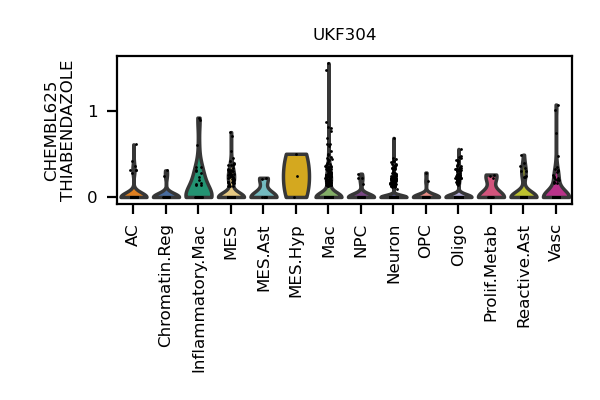 UKF304
CHEMBL625
THIABENDAZOLE
1
0
AC
Chromatin.Reg
Inflammatory.Mac
MES
MES.Ast
MES.Hyp
Mac
NPC
Neuron
OPC
Oligo
Prolif.Metab
Reactive.Ast
Vasc